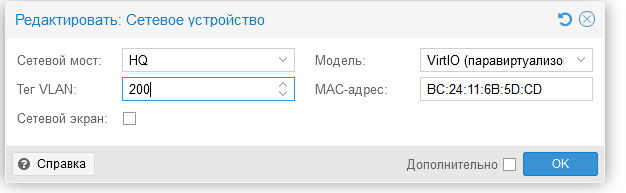 Редактировать: Сетевое устройство
Сетевой мост: HQ Модель: VirtIO (паравиртуализо
Тег VLAN: 200 MAC-адрес: BC:24:11:6B:5D:CD
Сетевой экран:
Справка Дополнительно OK